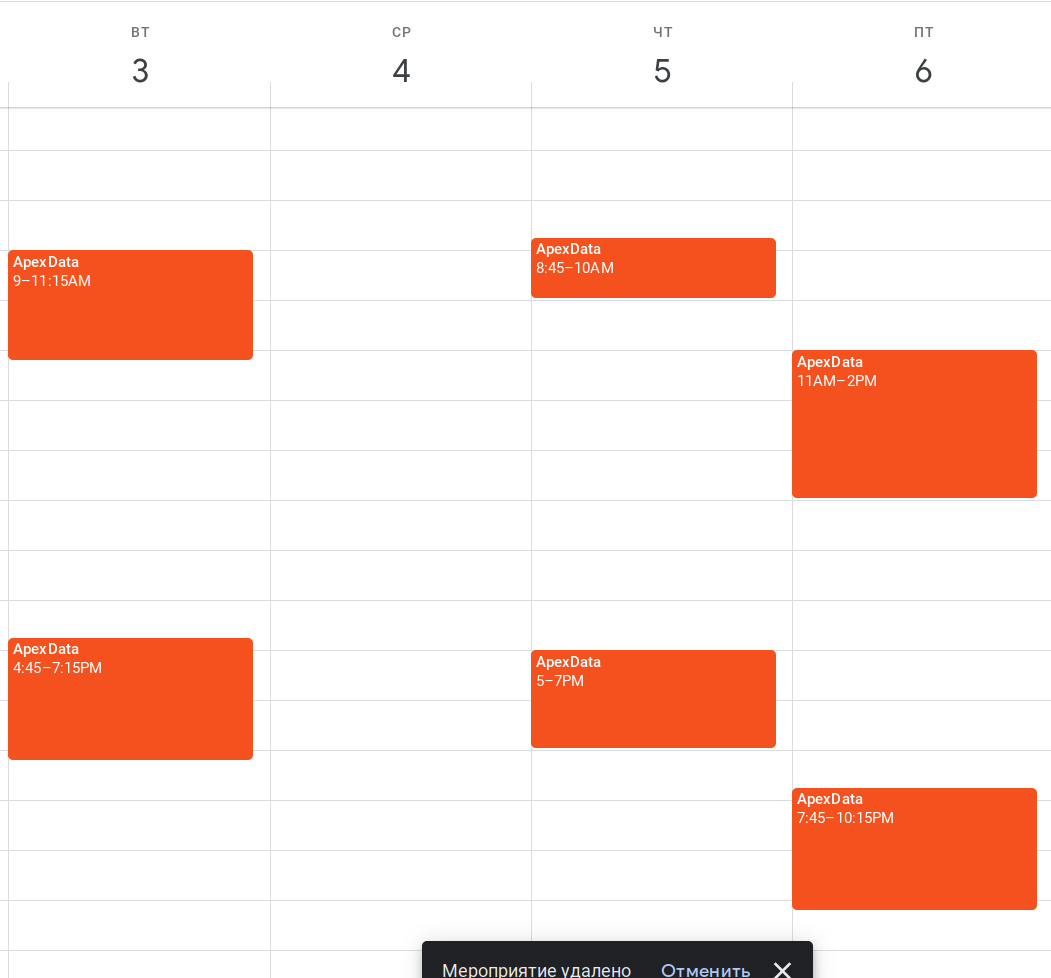 ВТ
3
СР
4
ЧТ
5
ПТ
6
ApexData
9–11:15AM
ApexData
4:45–7:15PM
ApexData
8:45–10AM
ApexData
5–7PM
ApexData
11AM–2PM
ApexData
7:45–10:15PM
Мероприятие удалено Отменить